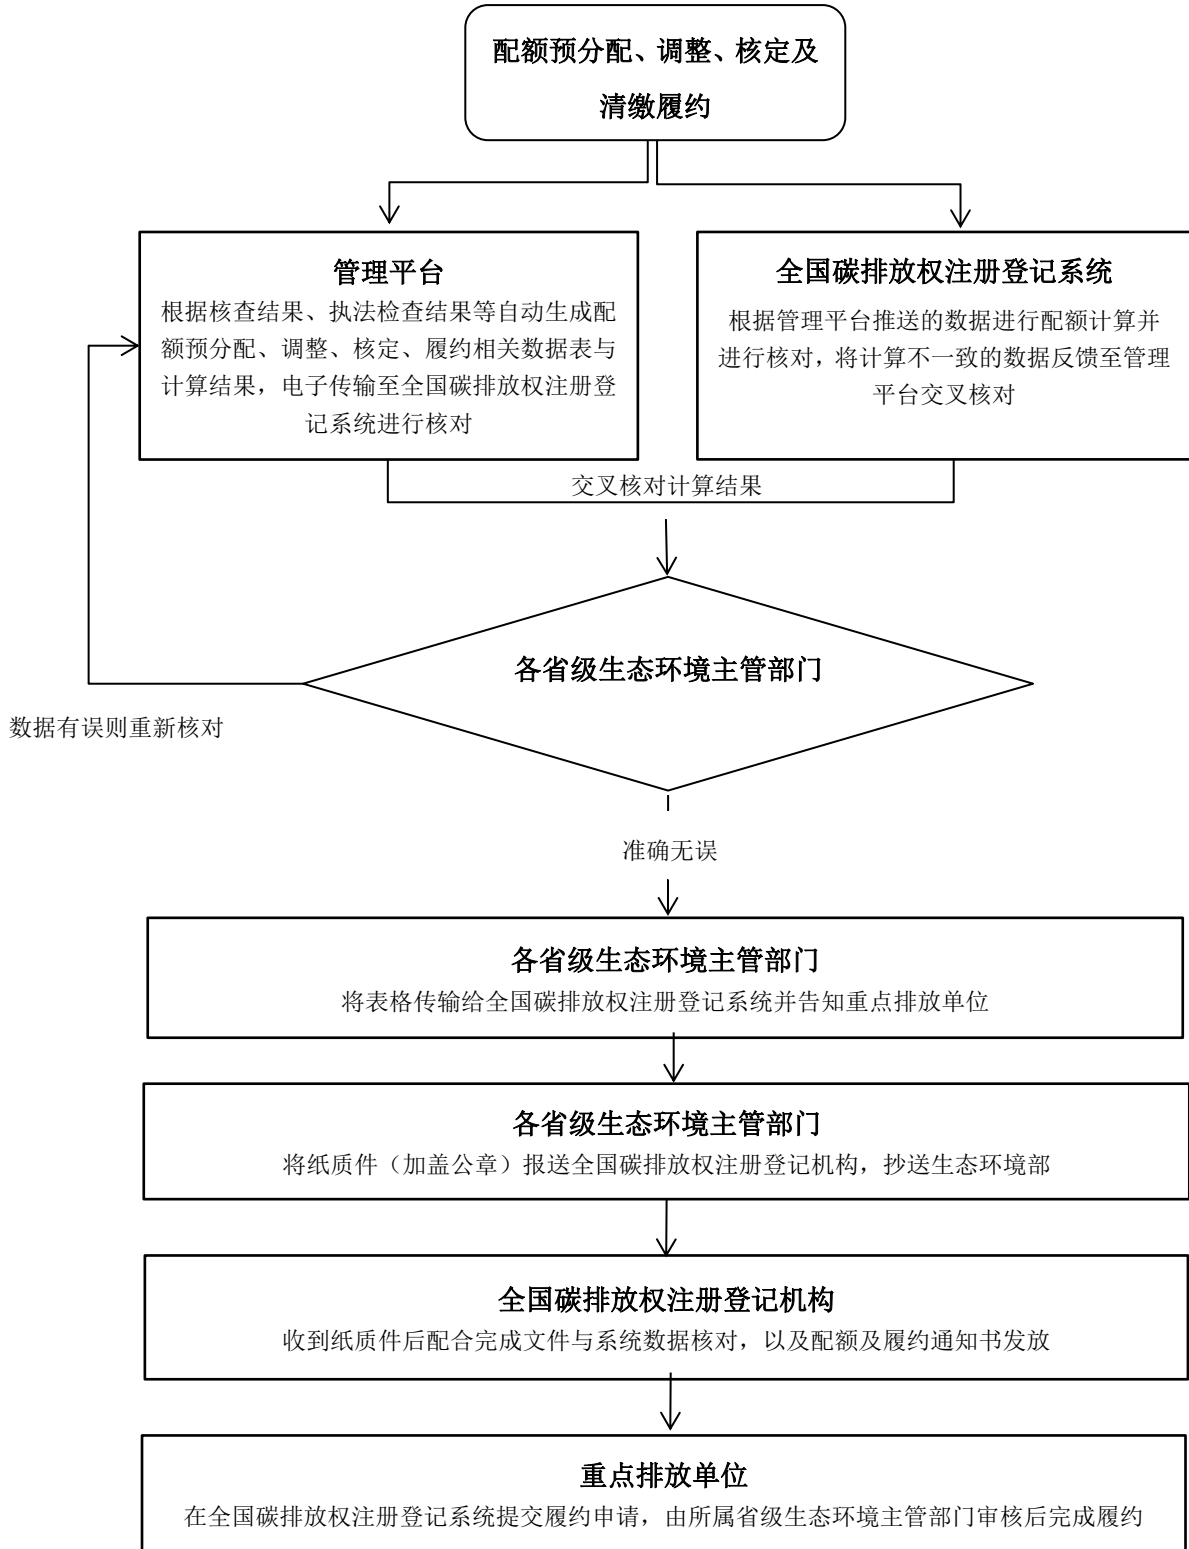 配额预分配、调整、核定及
清缴履约
管理平台
根据核查结果、执法检查结果等自动生成配
额预分配、调整、核定、履约相关数据表与
计算结果，电子传输至全国碳排放权注册登
记系统进行核对
全国碳排放权注册登记系统
根据管理平台推送的数据进行配额计算并
进行核对，将计算不一致的数据反馈至管理
平台交叉核对
交叉核对计算结果
各省级生态环境主管部门
数据有误则重新核对
准确无误
各省级生态环境主管部门
将表格传输给全国碳排放权注册登记系统并告知重点排放单位
各省级生态环境主管部门
将纸质件（加盖公章）报送全国碳排放权注册登记机构，抄送生态环境部
全国碳排放权注册登记机构
收到纸质件后配合完成文件与系统数据核对，以及配额及履约通知书发放
重点排放单位
在全国碳排放权注册登记系统提交履约申请，由所属省级生态环境主管部门审核后完成履约